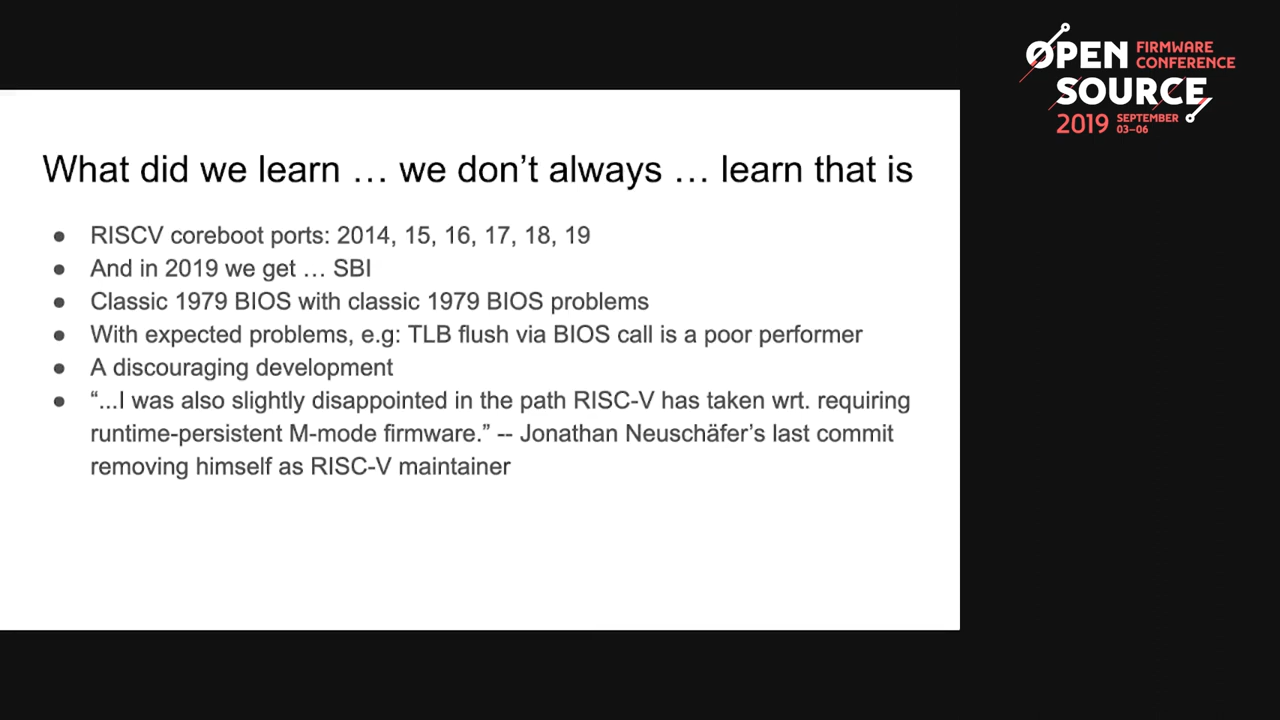 OPEN FIRMWARE
CONFERENCE
SOURCE
2019 SEPTEMBER
03–06
What did we learn … we don’t always … learn that is
● RISCV coreboot ports: 2014, 15, 16, 17, 18, 19
● And in 2019 we get … SBI
● Classic 1979 BIOS with classic 1979 BIOS problems
● With expected problems, e.g: TLB flush via BIOS call is a poor performer
● A discouraging development
● “...I was also slightly disappointed in the path RISC-V has taken wrt. requiring
runtime-persistent M-mode firmware.” -- Jonathan Neuschäfer’s last commit
removing himself as RISC-V maintainer